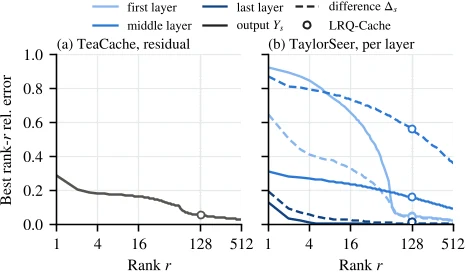 first layer last layer difference Δs
middle layer output Ys LRQ-Cache
(a) TeaCache, residual (b) TaylorSeer, per layer
Best rank-r rel. error
1.0
0.8
0.6
0.4
0.2
0.0
1 4 16 128 512 1 4 16 128 512
Rank r Rank r